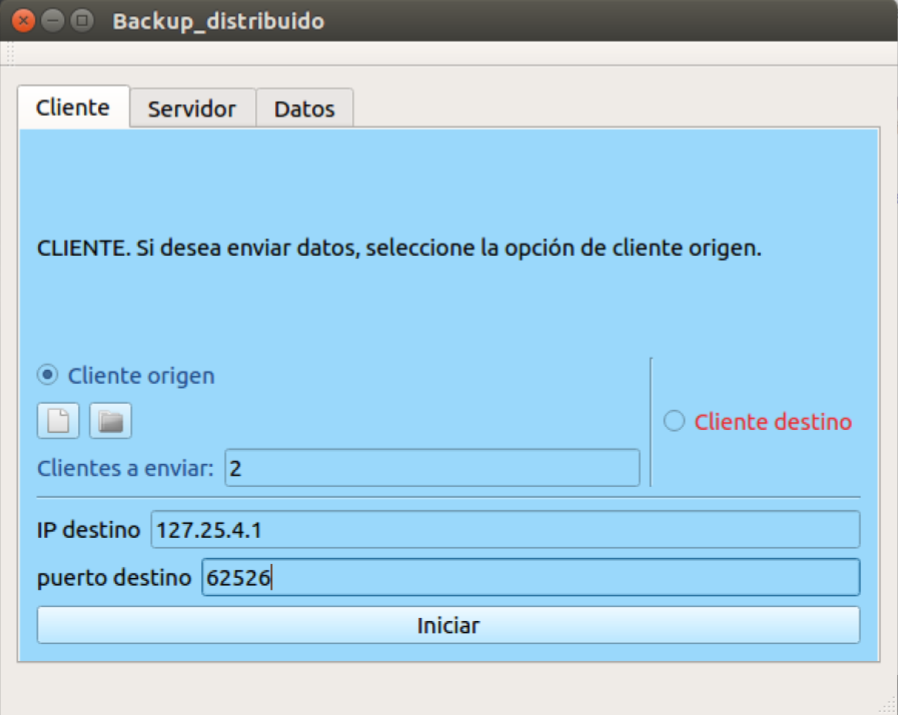 Backup_distribuido
Cliente Servidor Datos
CLIENTE. Si desea enviar datos, seleccione la opción de cliente origen.
Cliente origen
Cliente destino
Clientes a enviar: 2
IP destino 127.25.4.1
puerto destino 62526
Iniciar